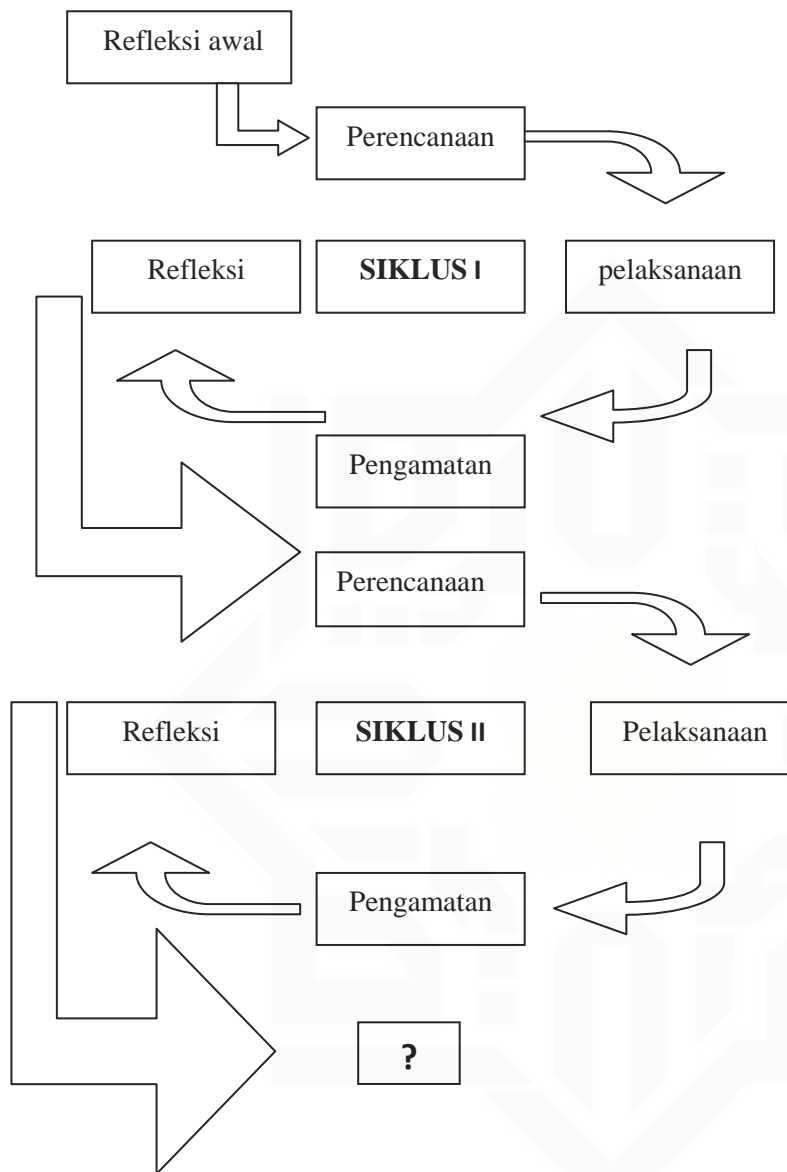 Refleksi awal
Perencanaan
Refleksi
SIKLUS I
pelaksanaan
Pengamatan
Perencanaan
Refleksi
SIKLUS II
Pelaksanaan
Pengamatan
?